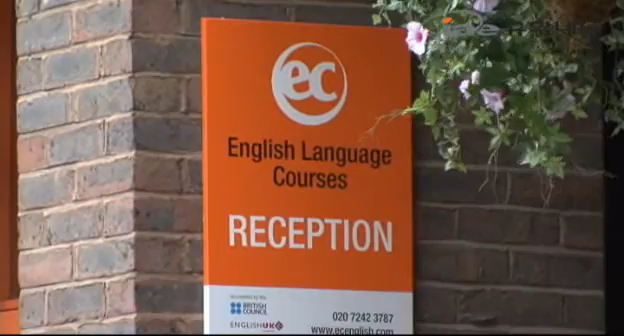 ec
English Language
Courses
RECEPTION
BRITISH
COUNCIL
ENGLISHUK
020 7242 3787
www.ecenglish.com